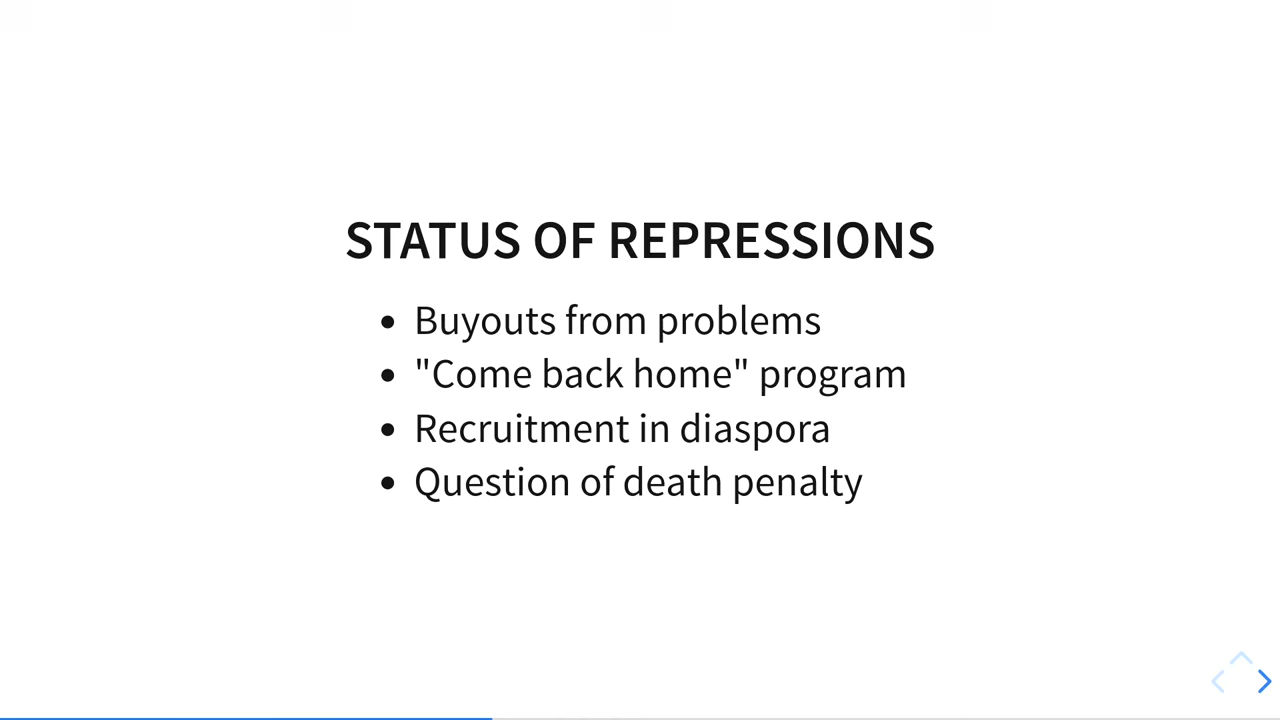 STATUS OF REPRESSIONS
Buyouts from problems
"Come back home" program
Recruitment in diaspora
Question of death penalty